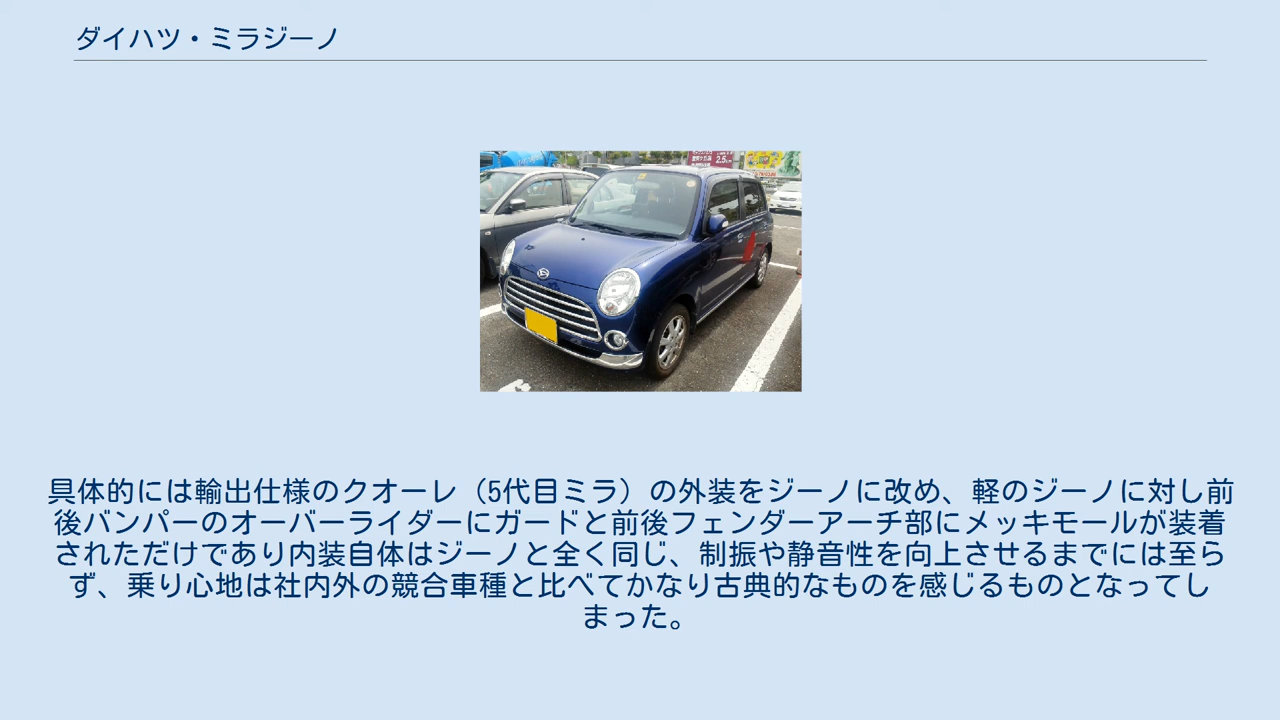 ダイハツ・ミラジーノ
2.5
具体的には輸出仕様のクオーレ（5代目ミラ）の外装をジーノに改め、軽のジーノに対し前
後バンパーのオーバーライダーにガードと前後フェンダーアーチ部にメッキモールが装着
されただけであり内装自体はジーノと全く同じ、制振や静音性を向上させるまでには至ら
ず、乗り心地は社内外の競合車種と比べてかなり古典的なものを感じるものとなってし
まった。